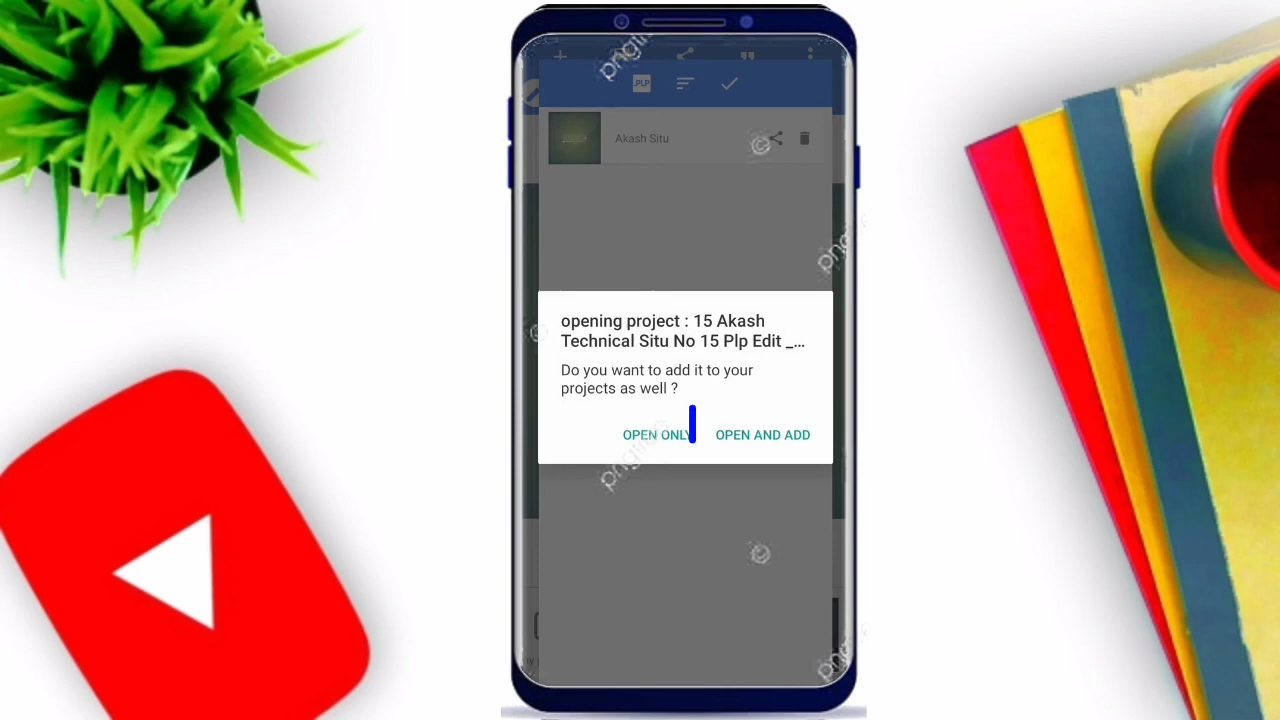 .PLP
Akash Situ
opening project : 15 Akash
Technical Situ No 15 Plp Edit _...
Do you want to add it to your
projects as well ?
OPEN ONLY
OPEN AND ADD